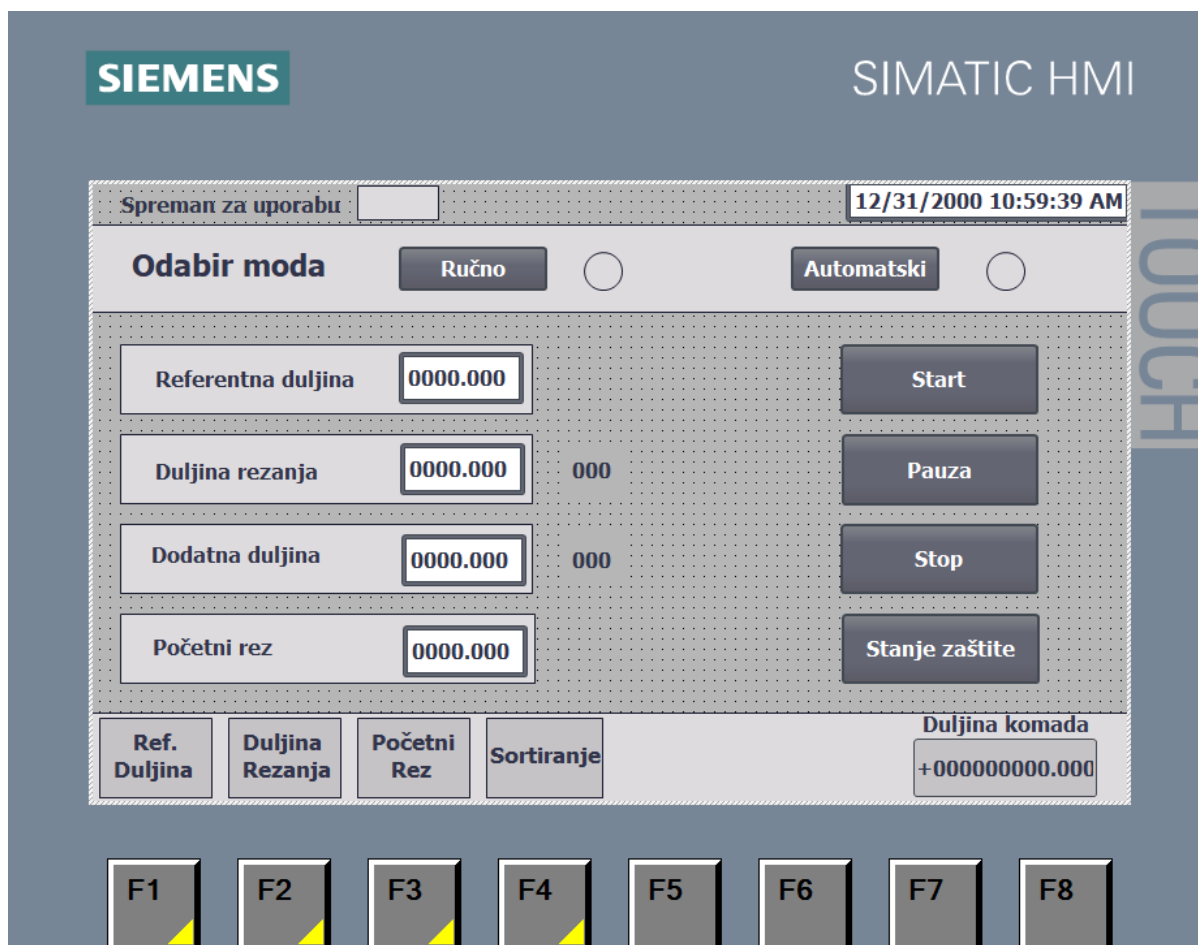 SIEMENS
SIMATIC HMI
TOUCH
Spreman za uporabu
12/31/2000 10:59:39 AM
Odabir moda
Ručno
Automatski
Referentna duljina
0000.000
Start
Duljina rezanja
0000.000
000
Pauza
Dodatna duljina
0000.000
000
Stop
Početni rez
0000.000
Stanje zaštite
Ref.
Duljina
Duljina
Rezanja
Početni
Rez
Sortiranje
Duljina komada
+000000000.000
F1
F2
F3
F4
F5
F6
F7
F8